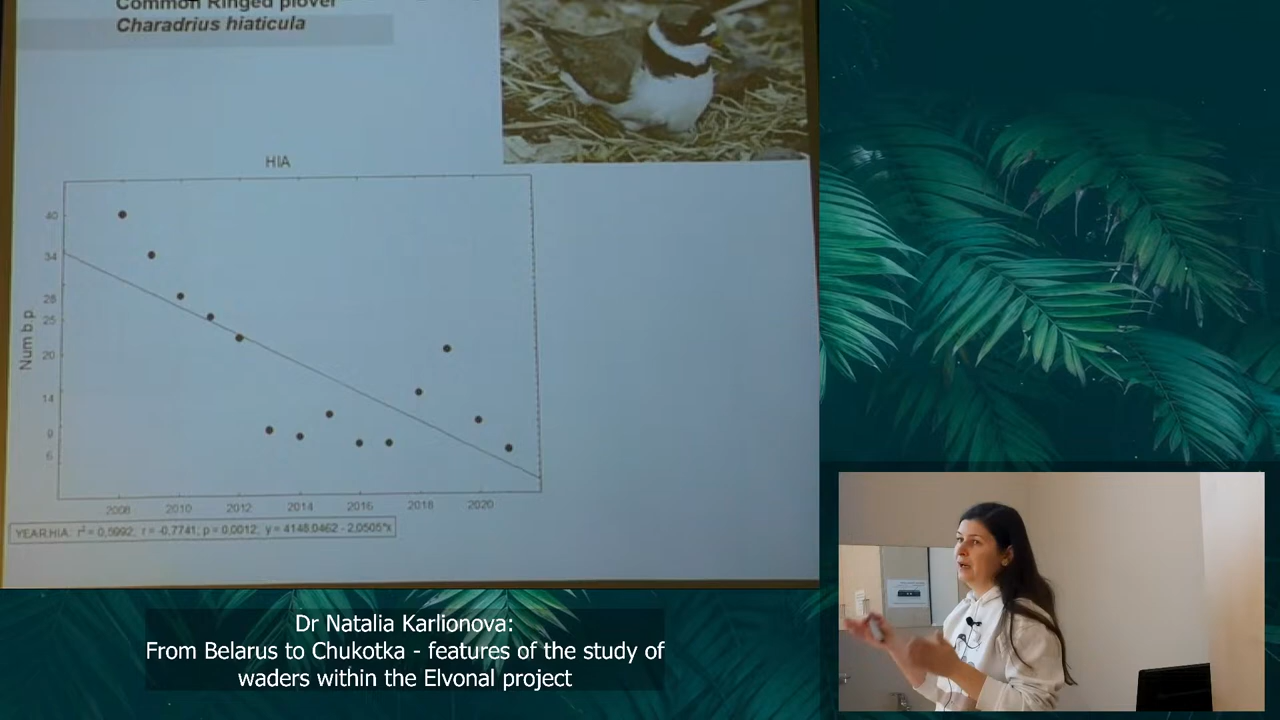 Common Ringed plover
Charadrius hiaticula
HIA
Num b p
40
34
28
25
20
14
9
6
2008
2010
2012
2014
2016
2018
2020
YEAR:HIA: r² = 0,5992; r = -0,7741; p = 0,0012; y = 4148,0462 - 2,0505*x
Dr Natalia Karlionova:
From Belarus to Chukotka - features of the study of
waders within the Elvonal project